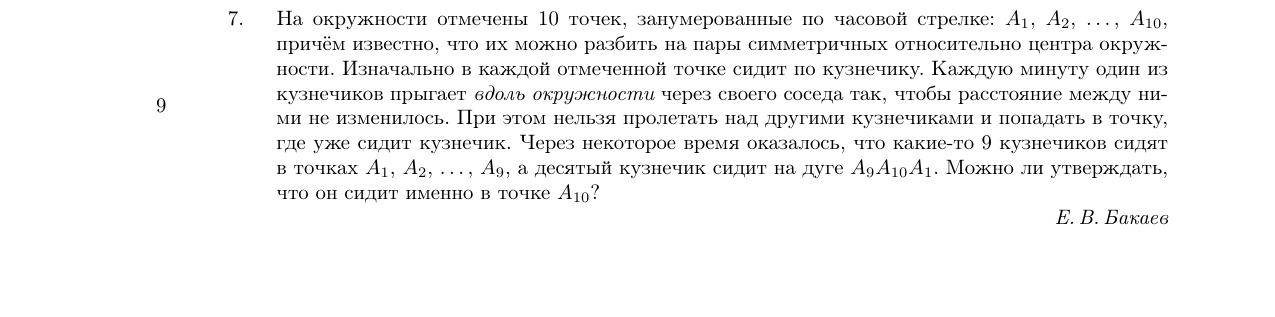 7. На окружности отмечены 10 точек, занумерованные по часовой стрелке: A₁, A₂, …, A₁₀,
причём известно, что их можно разбить на пары симметричных относительно центра окруж-
ности. Изначально в каждой отмеченной точке сидит по кузнечику. Каждую минуту один из
9 кузнечиков прыгает вдоль окружности через своего соседа так, чтобы расстояние между ни-
ми не изменилось. При этом нельзя пролетать над другими кузнечиками и попадать в точку,
где уже сидит кузнечик. Через некоторое время оказалось, что какие-то 9 кузнечиков сидят
в точках A₁, A₂, …, A₉, а десятый кузнечик сидит на дуге A₉A₁₀A₁. Можно ли утверждать,
что он сидит именно в точке A₁₀?
Е. В. Бакаев